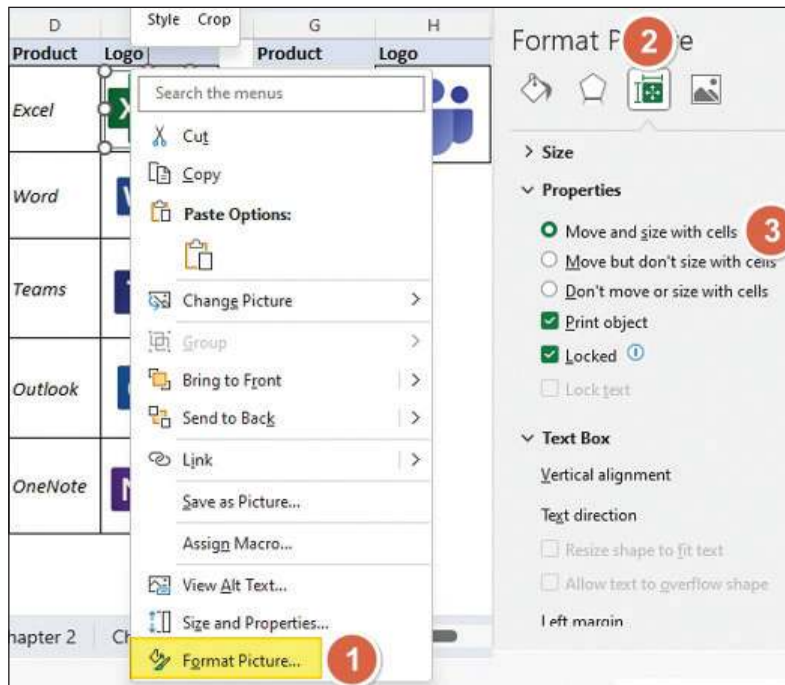 Style Crop
D G H
Product Logo Product Logo
Excel
Word
Teams
Outlook
OneNote
Search the menus
Cut
Copy
Paste Options:
Change Picture
Group
Bring to Front
Send to Back
Link
Save as Picture...
Assign Macro...
View Alt Text...
Size and Properties...
Format Picture...
1
hapter 2 Ch
Format P re
2
Size
Properties
Move and size with cells
3
Move but don't size with cells
Don't move or size with cells
Print object
Locked
Lock text
Text Box
Vertical alignment
Text direction
Resize shape to fit text
Allow text to overflow shape
Left margin